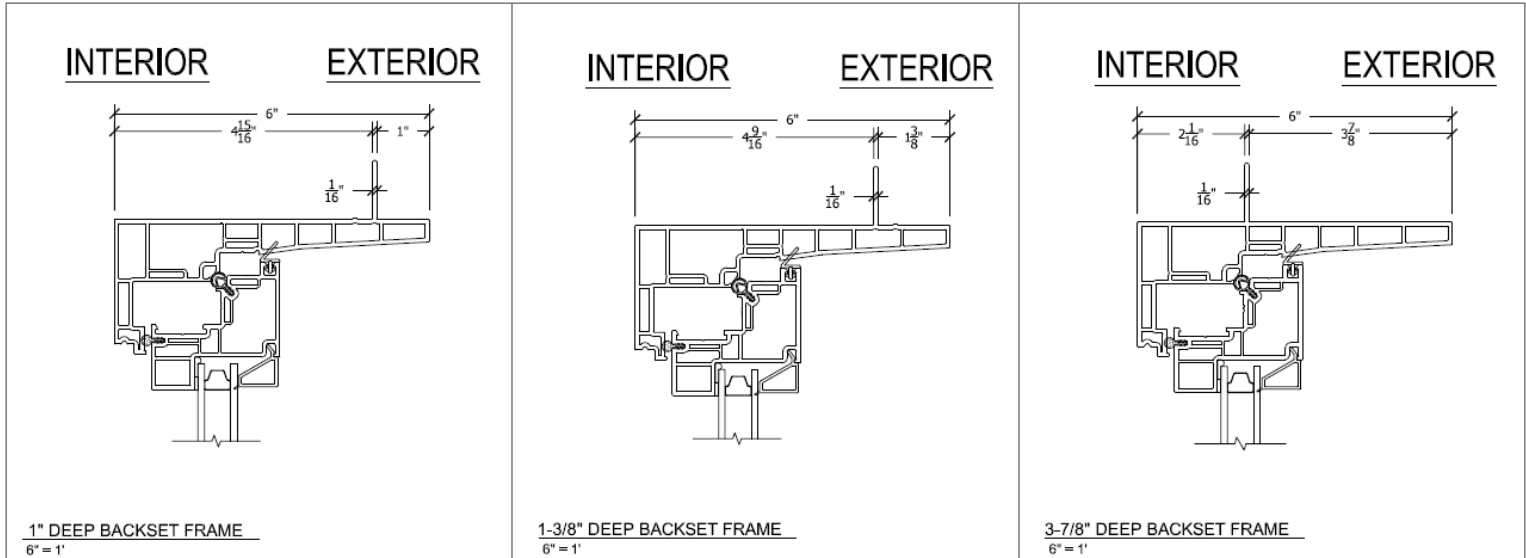 INTERIOR EXTERIOR
6"
4 15/16" 1"
1/16"
1" DEEP BACKSET FRAME
6" = 1'
INTERIOR EXTERIOR
6"
4 9/16" 1 3/8"
1/16"
1-3/8" DEEP BACKSET FRAME
6" = 1'
INTERIOR EXTERIOR
6"
2 1/16" 3 7/8"
1/16"
3-7/8" DEEP BACKSET FRAME
6" = 1'